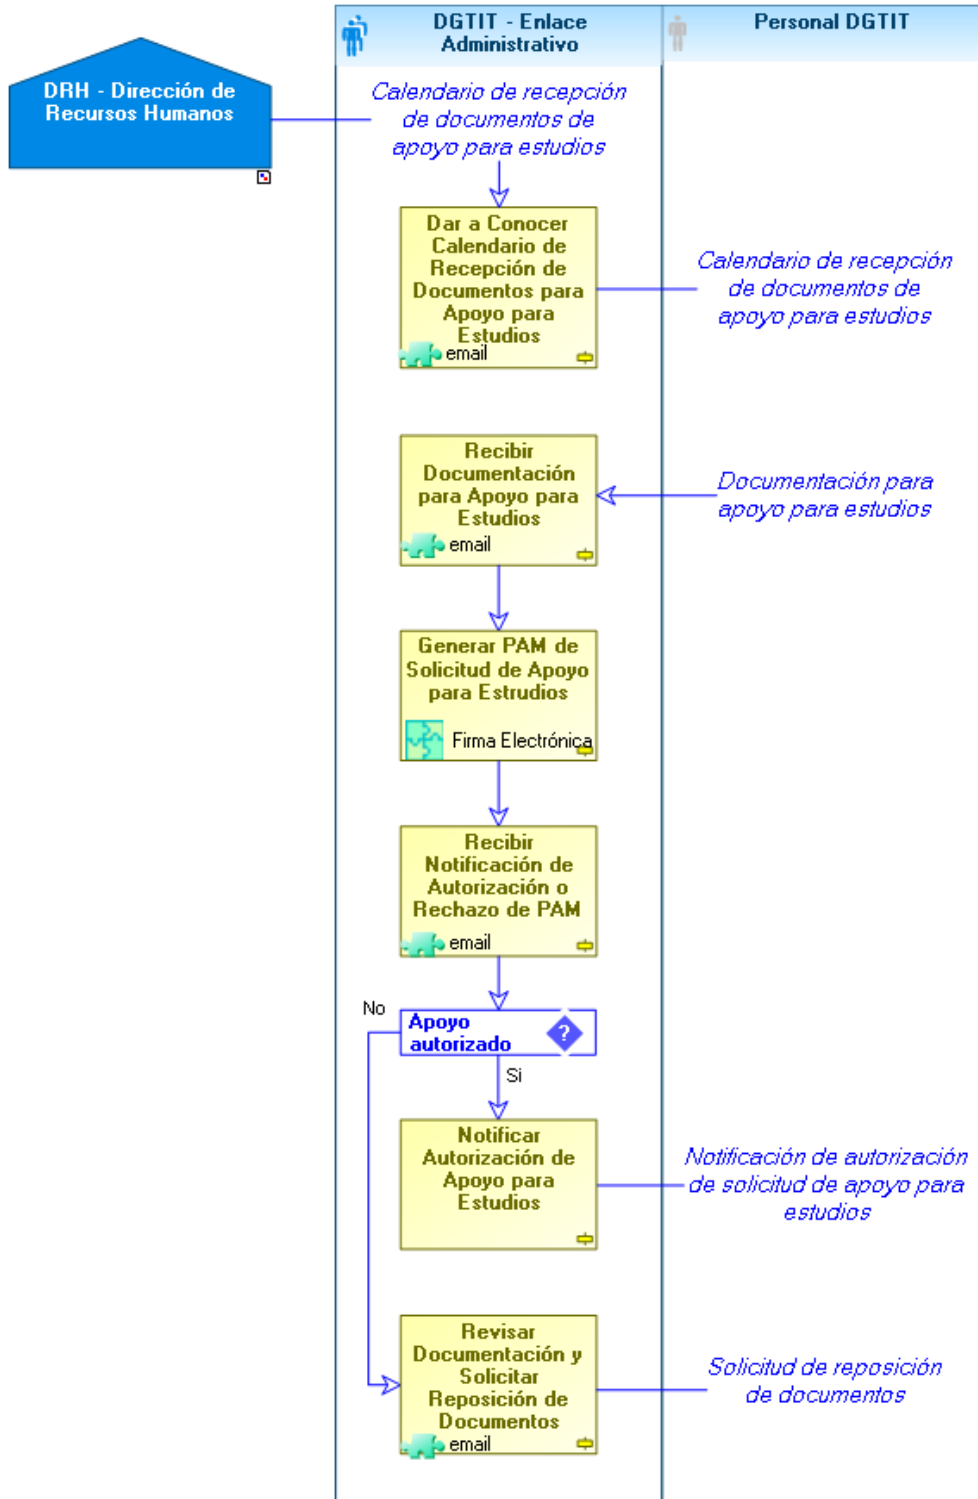 DGTIT - Enlace
Administrativo
Personal DGTIT
DRH - Dirección de
Recursos Humanos
Calendario de recepción
de documentos de
apoyo para estudios
Dar a Conocer
Calendario de
Recepción de
Documentos para
Apoyo para
Estudios
email
Calendario de recepción
de documentos de
apoyo para estudios
Recibir
Documentación
para Apoyo para
Estudios
email
Documentación para
apoyo para estudios
Generar PAM de
Solicitud de Apoyo
para Estrudios
Firma Electrónica
Recibir
Notificación de
Autorización o
Rechazo de PAM
email
No
Apoyo
autorizado
?
Si
Notificar
Autorización de
Apoyo para
Estudios
Notificación de autorización
de solicitud de apoyo para
estudios
Revisar
Documentación y
Solicitar
Reposición de
Documentos
email
Solicitud de reposición
de documentos